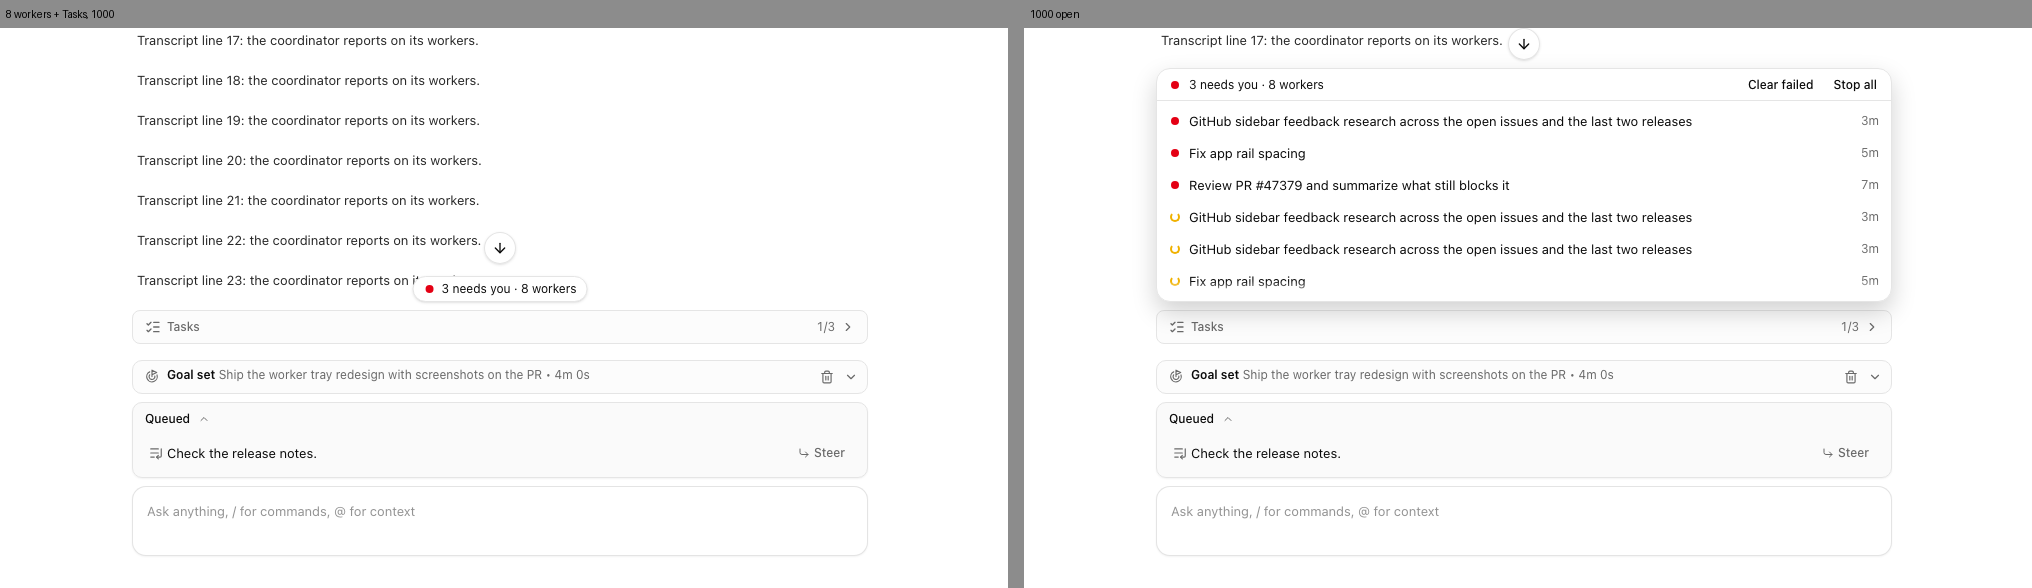 8 workers + Tasks, 1000
Transcript line 17: the coordinator reports on its workers.
Transcript line 18: the coordinator reports on its workers.
Transcript line 19: the coordinator reports on its workers.
Transcript line 20: the coordinator reports on its workers.
Transcript line 21: the coordinator reports on its workers.
Transcript line 22: the coordinator reports on its workers.
Transcript line 23: the coordinator reports on
3 needs you · 8 workers
Tasks 1/3
Goal set Ship the worker tray redesign with screenshots on the PR • 4m 0s
Queued
Check the release notes. Steer
Ask anything, / for commands, @ for context
1000 open
Transcript line 17: the coordinator reports on its workers.
3 needs you · 8 workers Clear failed Stop all
GitHub sidebar feedback research across the open issues and the last two releases 3m
Fix app rail spacing 5m
Review PR #47379 and summarize what still blocks it 7m
GitHub sidebar feedback research across the open issues and the last two releases 3m
GitHub sidebar feedback research across the open issues and the last two releases 3m
Fix app rail spacing 5m
Tasks 1/3
Goal set Ship the worker tray redesign with screenshots on the PR • 4m 0s
Queued
Check the release notes. Steer
Ask anything, / for commands, @ for context